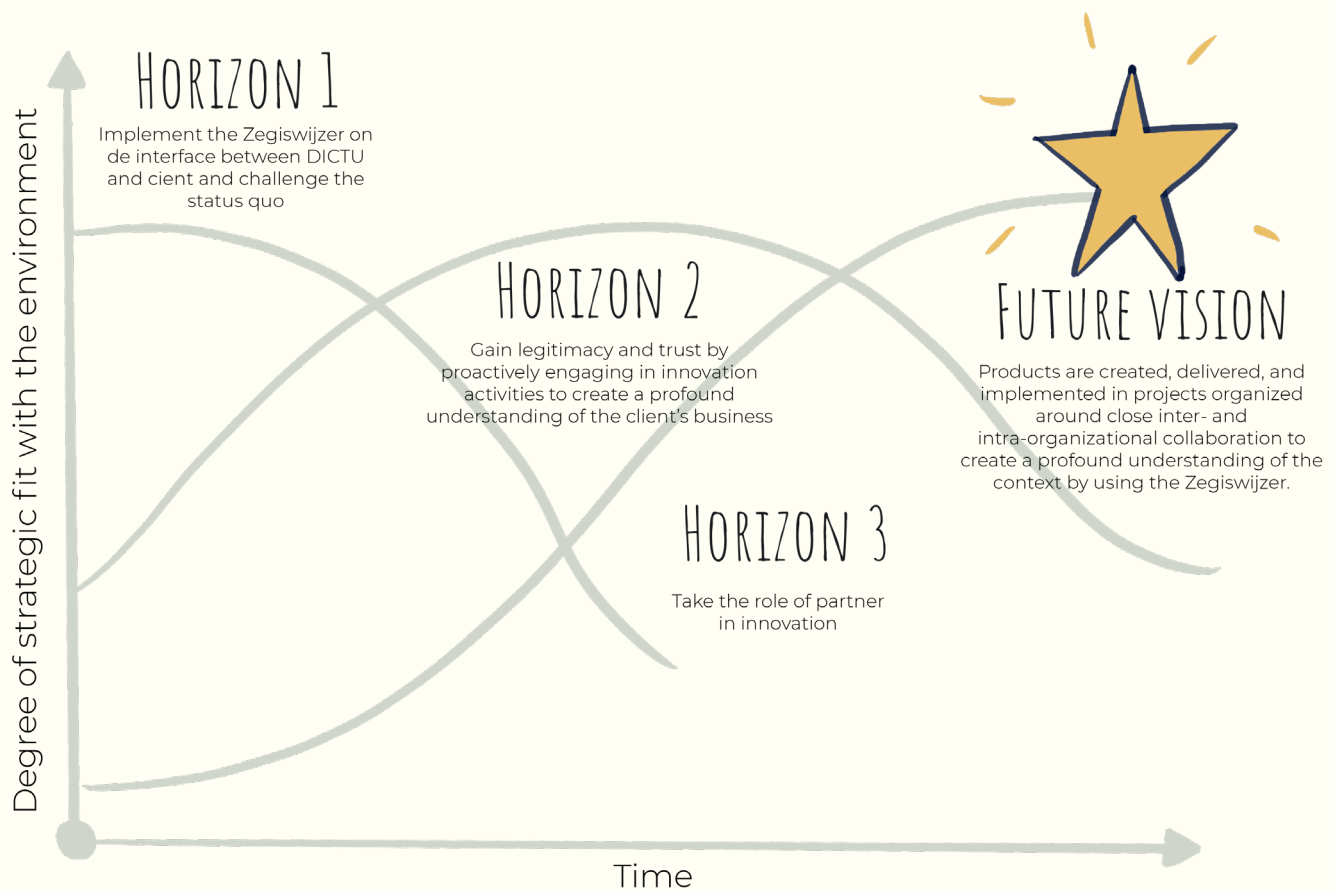 Horizon 1
Implement the Zegiswijzer on
de interface between DICTU
and cient and challenge the
status quo
Horizon 2
Gain legitimacy and trust by
proactively engaging in innovation
activities to create a profound
understanding of the client's business
Horizon 3
Take the role of partner
in innovation
Future vision
Products are created, delivered, and
implemented in projects organized
around close inter- and
intra-organizational collaboration to
create a profound understanding of the
context by using the Zegiswijzer.
Degree of strategic fit with the environment
Time